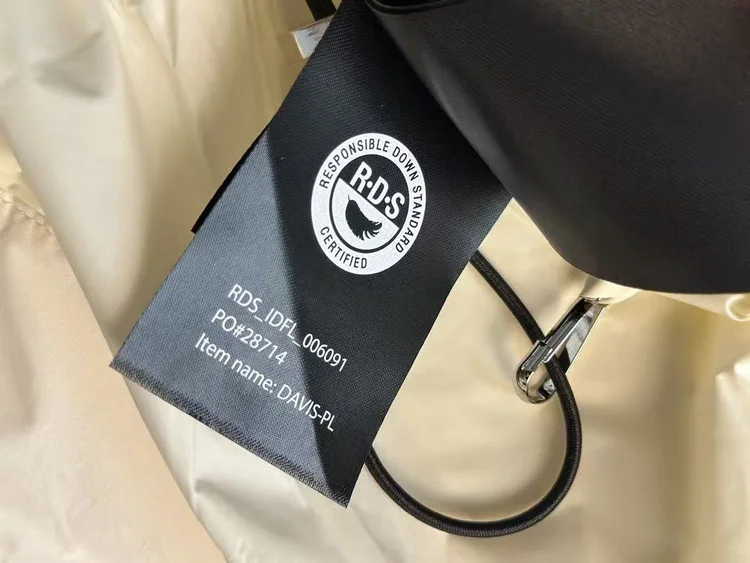 RESPONSIBLE DOWN STANDARD
R·D·S
CERTIFIED
RDS_IDFL_006091
PO#28714
Item name: DAVIS-PL